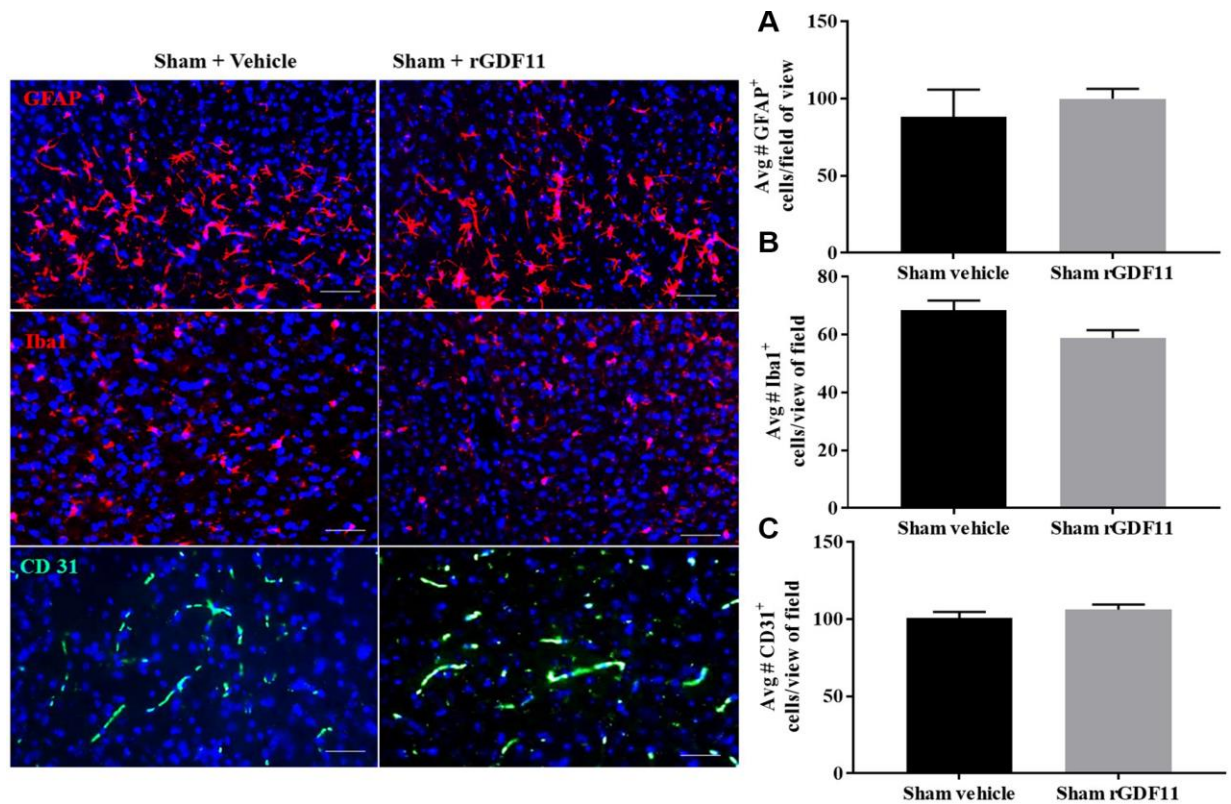 Sham + Vehicle
Sham + rGDF11
GFAP
Iba1
CD 31
A
Avg # GFAP+
cells/field of view
150
100
50
0
Sham vehicle
Sham rGDF11
B
Avg # Iba1+
cells/view of field
80
60
40
20
0
Sham vehicle
Sham rGDF11
C
Avg # CD31+
cells/view of field
150
100
50
0
Sham vehicle
Sham rGDF11